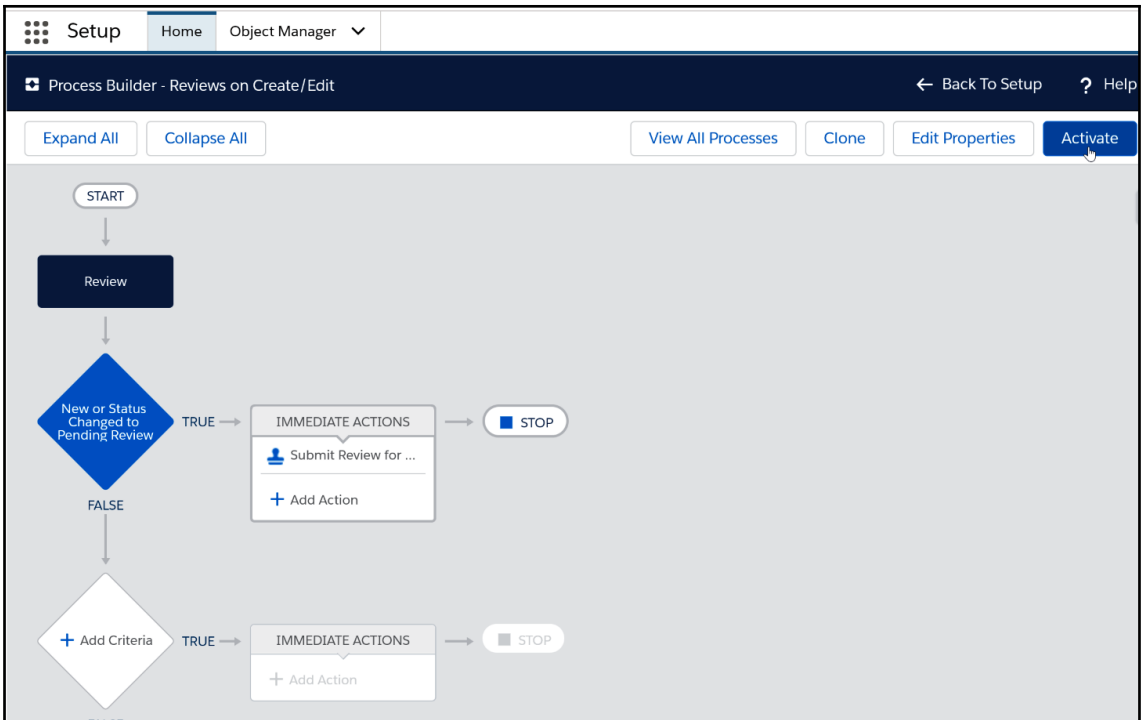 Setup
Home
Object Manager
Process Builder - Reviews on Create/Edit
Back To Setup
? Help
Expand All
Collapse All
View All Processes
Clone
Edit Properties
Activate
START
Review
New or Status
Changed to
Pending Review
TRUE
IMMEDIATE ACTIONS
STOP
Submit Review for ...
+ Add Action
FALSE
+ Add Criteria
TRUE
IMMEDIATE ACTIONS
STOP
+ Add Action